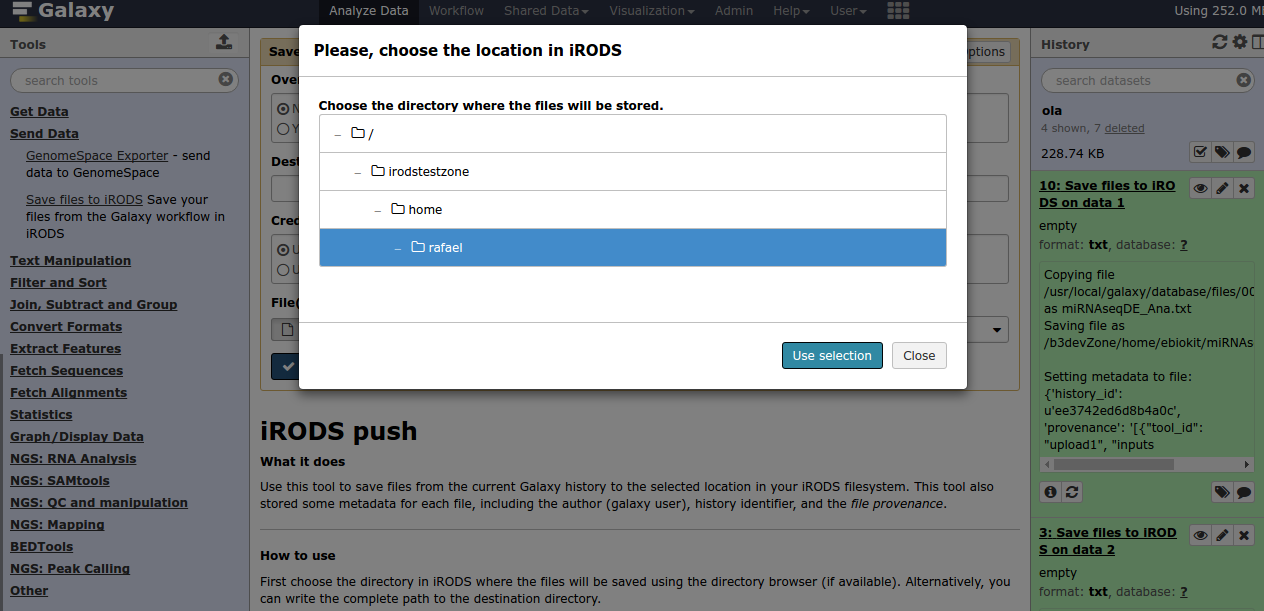 Galaxy
Analyze Data
Workflow
Shared Data
Visualization
Admin
Help
User
Using 252.0
Tools
search tools
Get Data
Send Data
GenomeSpace Exporter - send
data to GenomeSpace
Save files to iRODS Save your
files from the Galaxy workflow in
iRODS
Text Manipulation
Filter and Sort
Join, Subtract and Group
Convert Formats
Extract Features
Fetch Sequences
Fetch Alignments
Statistics
Graph/Display Data
NGS: RNA Analysis
NGS: SAMtools
NGS: QC and manipulation
NGS: Mapping
BEDTools
NGS: Peak Calling
Other
Save
Over
N
Y
Dest
Cred
U
U
File(
ptions
Please, choose the location in iRODS
Choose the directory where the files will be stored.
– /
– irodstestzone
– home
– rafael
Use selection
Close
iRODS push
What it does
Use this tool to save files from the current Galaxy history to the selected location in your iRODS filesystem. This tool also
stored some metadata for each file, including the author (galaxy user), history identifier, and the file provenance.
How to use
First choose the directory in iRODS where the files will be saved using the directory browser (if available). Alternatively, you
can write the complete path to the destination directory.
History
search datasets
ola
4 shown, 7 deleted
228.74 KB
10: Save files to iRO
DS on data 1
empty
format: txt, database: ?
Copying file
/usr/local/galaxy/database/files/00
as miRNAseqDE_Ana.txt
Saving file as
/b3devZone/home/ebiokit/miRNAs
Setting metadata to file:
{'history_id':
u'ee3742ed6d8b4a0c',
'provenance': '[{"tool_id":
"upload1", "inputs
3: Save files to iROD
S on data 2
empty
format: txt, database: ?